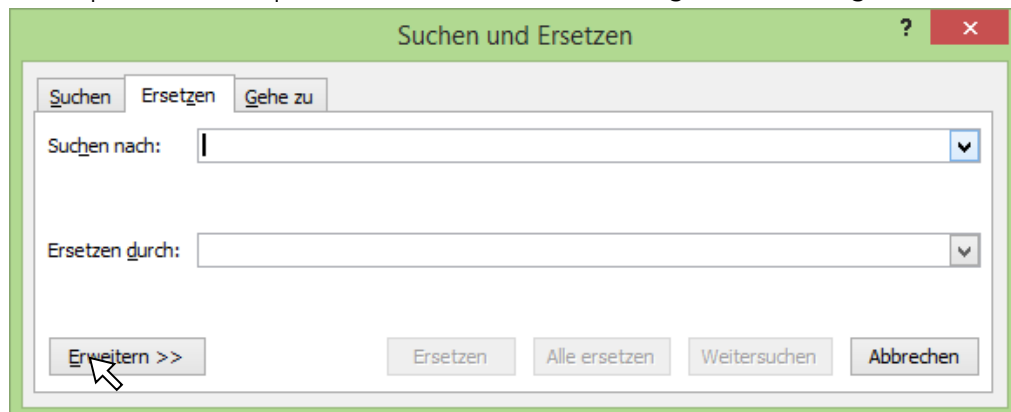 Suchen und Ersetzen ? ×
Suchen Ersetzen Gehe zu
Suchen nach:
Ersetzen durch:
Erweitern >> Ersetzen Alle ersetzen Weitersuchen Abbrechen